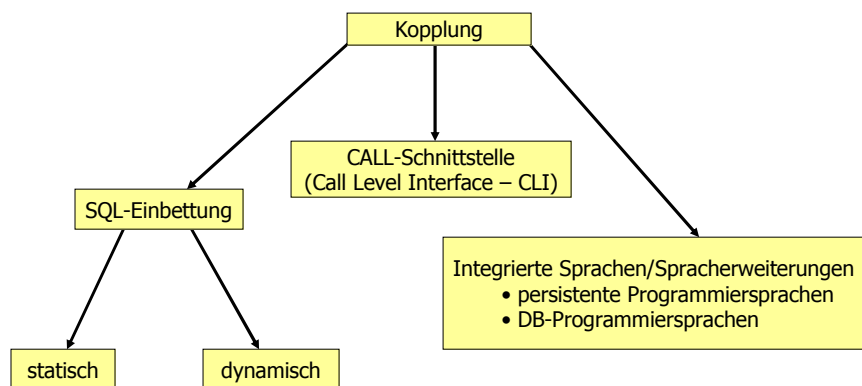 Kopplung
CALL-Schnittstelle
(Call Level Interface – CLI)
SQL-Einbettung
Integrierte Sprachen/Spracherweiterungen
• persistente Programmiersprachen
• DB-Programmiersprachen
statisch
dynamisch